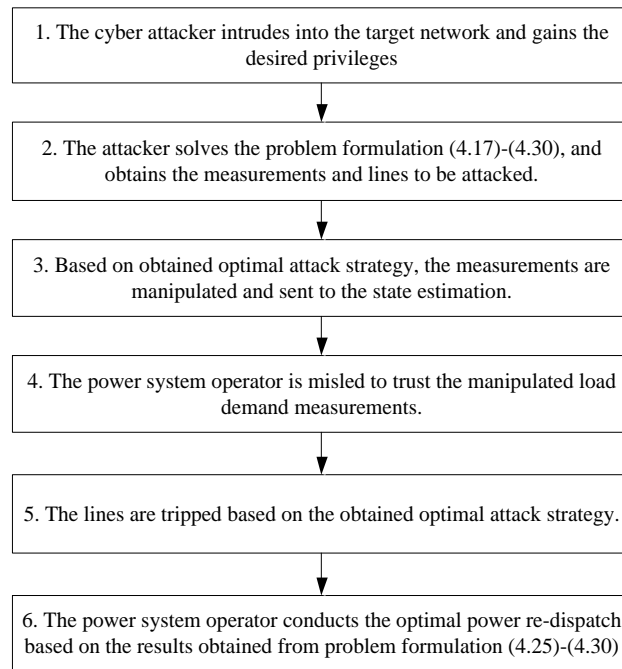 1. The cyber attacker intrudes into the target network and gains the
desired privileges
2. The attacker solves the problem formulation (4.17)-(4.30), and
obtains the measurements and lines to be attacked.
3. Based on obtained optimal attack strategy, the measurements are
manipulated and sent to the state estimation.
4. The power system operator is misled to trust the manipulated load
demand measurements.
5. The lines are tripped based on the obtained optimal attack strategy.
6. The power system operator conducts the optimal power re-dispatch
based on the results obtained from problem formulation (4.25)-(4.30)